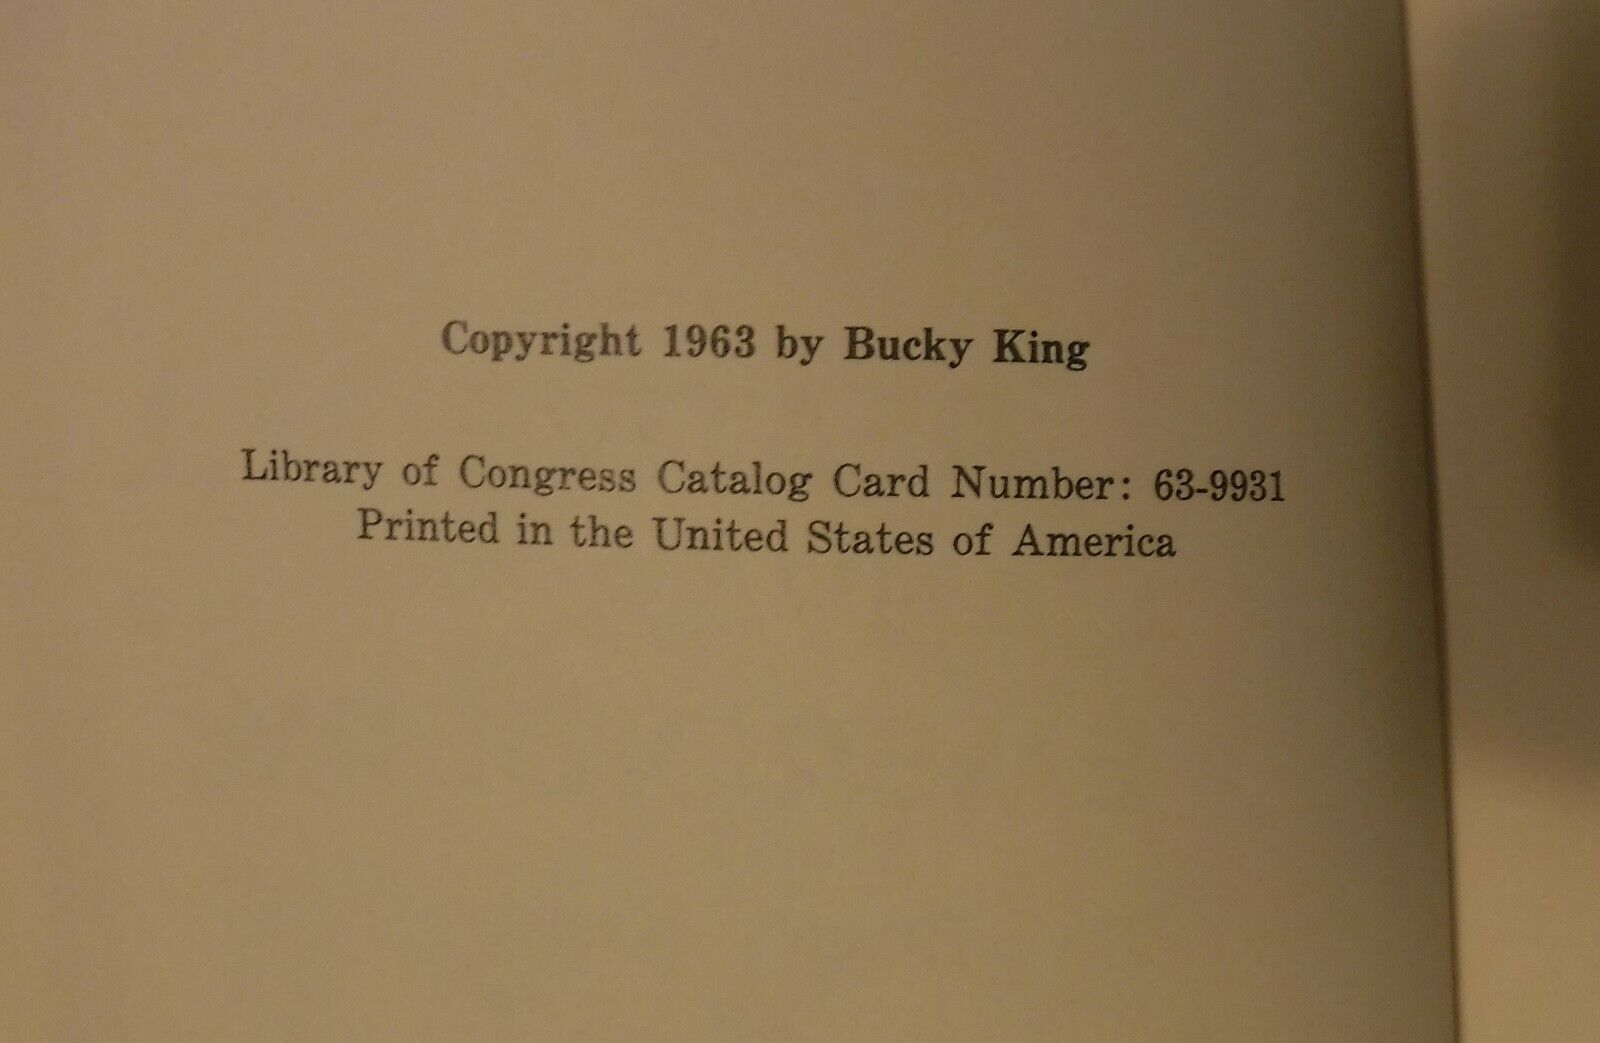 Copyright 1963 by Bucky King
Library of Congress Catalog Card Number: 63-9931
Printed in the United States of America